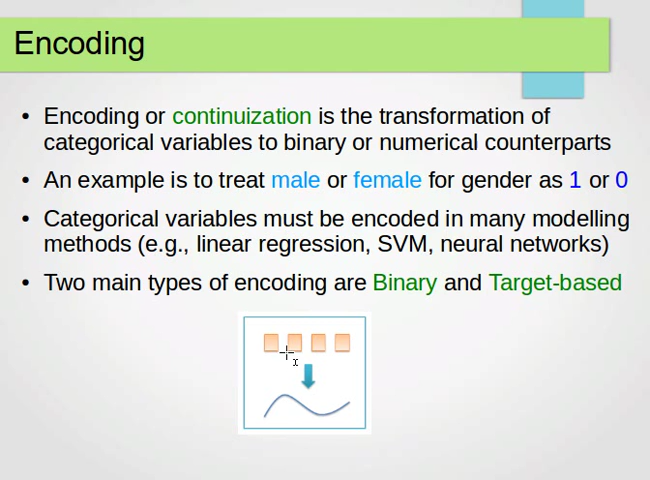 Encoding
• Encoding or continuization is the transformation of
categorical variables to binary or numerical counterparts
• An example is to treat male or female for gender as 1 or 0
• Categorical variables must be encoded in many modelling
methods (e.g., linear regression, SVM, neural networks)
• Two main types of encoding are Binary and Target-based